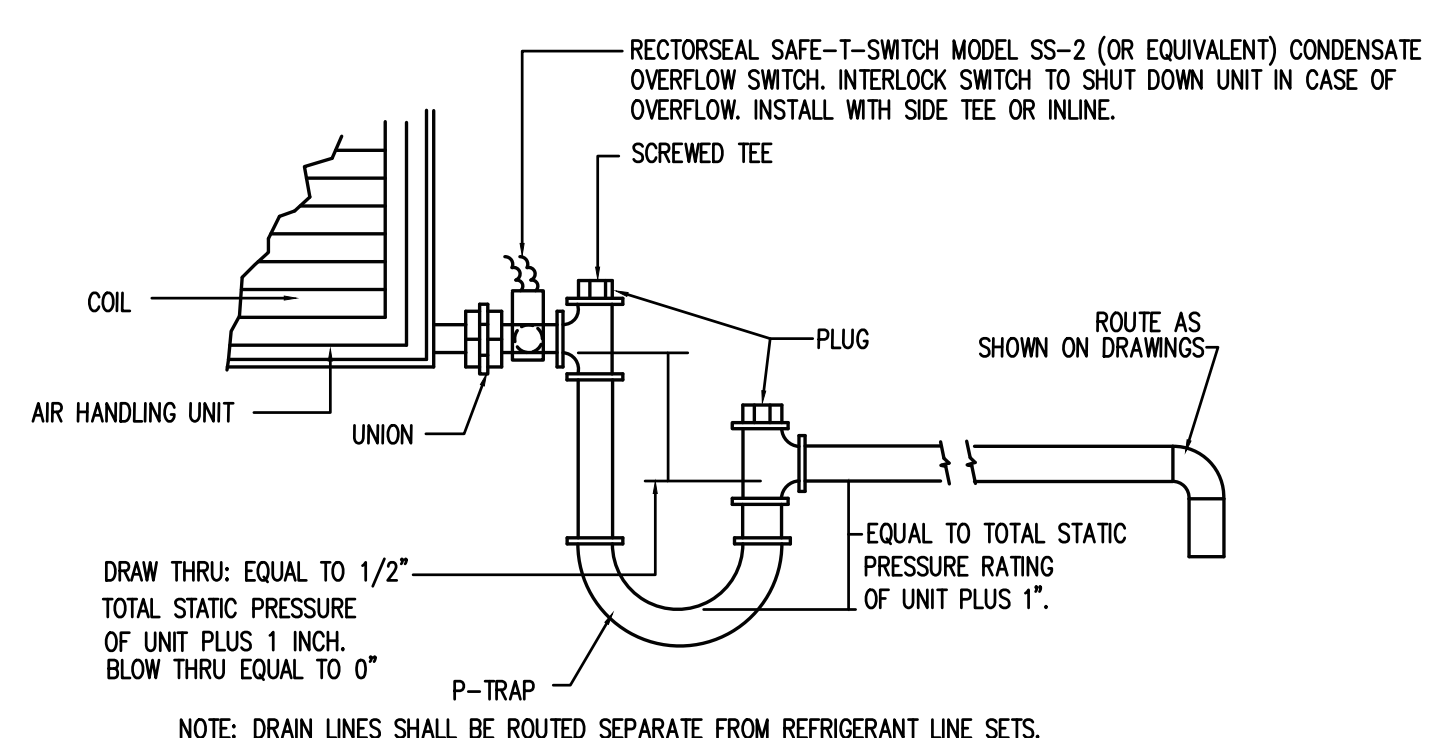 RECTORSEAL SAFE-T-SWITCH MODEL SS-2 (OR EQUIVALENT) CONDENSATE
OVERFLOW SWITCH. INTERLOCK SWITCH TO SHUT DOWN UNIT IN CASE OF
OVERFLOW. INSTALL WITH SIDE TEE OR INLINE.
SCREWED TEE
COIL
PLUG
ROUTE AS
SHOWN ON DRAWINGS
AIR HANDLING UNIT
UNION
EQUAL TO TOTAL STATIC
PRESSURE RATING
OF UNIT PLUS 1".
DRAW THRU: EQUAL TO 1/2"
TOTAL STATIC PRESSURE
OF UNIT PLUS 1 INCH.
BLOW THRU EQUAL TO 0"
P-TRAP
NOTE: DRAIN LINES SHALL BE ROUTED SEPARATE FROM REFRIGERANT LINE SETS.